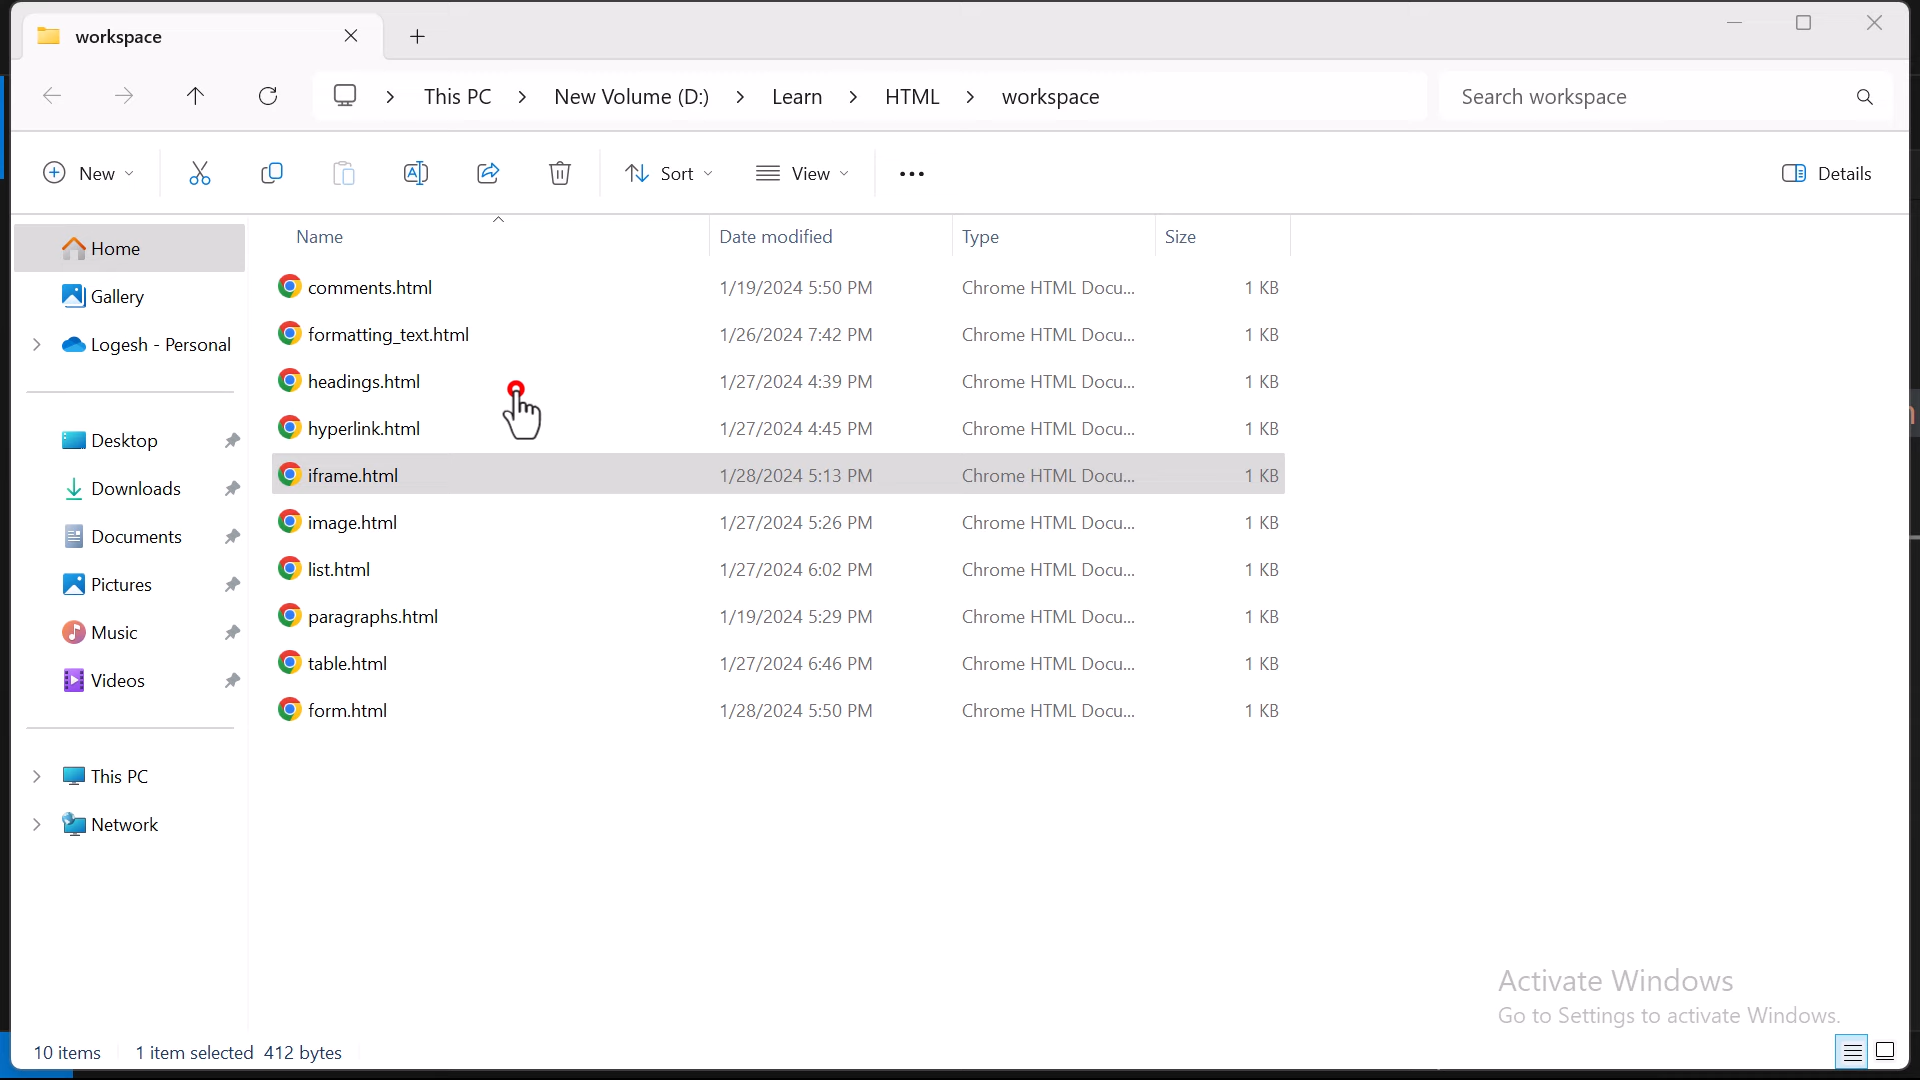 workspace
This PC New Volume (D:) Learn HTML workspace Search workspace
New Sort View Details
Name Date modified Type Size
Home
Gallery
Logesh - Personal
Desktop
Downloads
Documents
Pictures
Music
Videos
This PC
Network
comments.html 1/19/2024 5:50 PM Chrome HTML Docu... 1 KB
formatting_text.html 1/26/2024 7:42 PM Chrome HTML Docu... 1 KB
headings.html 1/27/2024 4:39 PM Chrome HTML Docu... 1 KB
hyperlink.html 1/27/2024 4:45 PM Chrome HTML Docu... 1 KB
iframe.html 1/28/2024 5:13 PM Chrome HTML Docu... 1 KB
image.html 1/27/2024 5:26 PM Chrome HTML Docu... 1 KB
list.html 1/27/2024 6:02 PM Chrome HTML Docu... 1 KB
paragraphs.html 1/19/2024 5:29 PM Chrome HTML Docu... 1 KB
table.html 1/27/2024 6:46 PM Chrome HTML Docu... 1 KB
form.html 1/28/2024 5:50 PM Chrome HTML Docu... 1 KB
Activate Windows
Go to Settings to activate Windows.
10 items 1 item selected 412 bytes